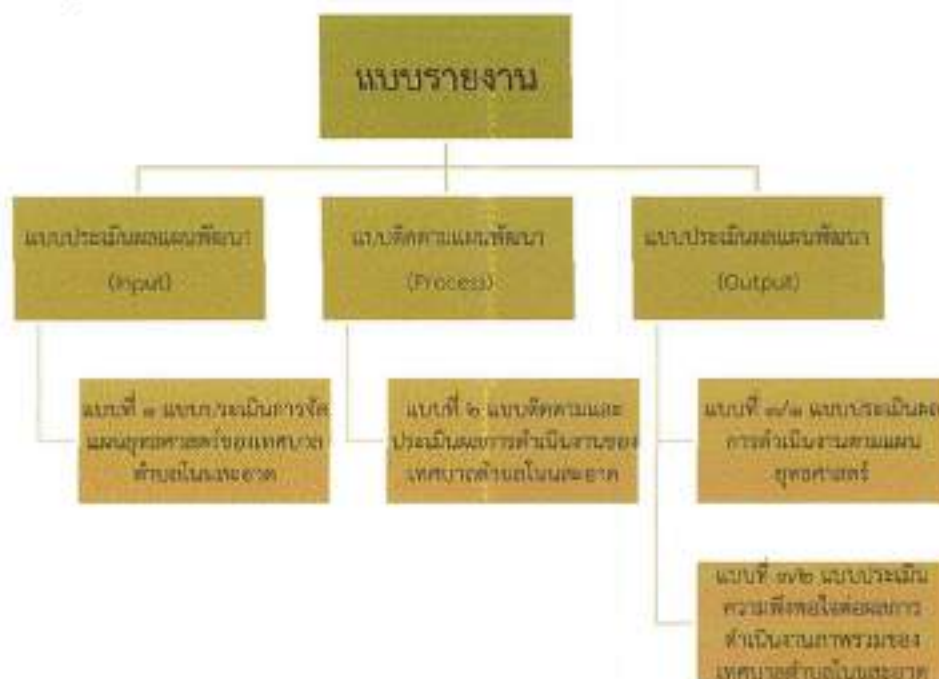 แบบรายงาน
แบบประเมินผลแผนพัฒนา
(Input)
แบบติดตามแผนพัฒนา
(Process)
แบบประเมินผลแผนพัฒนา
(Output)
แบบที่ ๑ แบบประเมินการจัด
แผนยุทธศาสตร์ของเทศบาล
ตำบลโนนสะอาด
แบบที่ ๒ แบบติดตามและ
ประเมินผลการดำเนินงานของ
เทศบาลตำบลโนนสะอาด
แบบที่ ๓/๑ แบบประเมินผล
การดำเนินงานตามแผน
ยุทธศาสตร์
แบบที่ ๓/๒ แบบประเมิน
ความพึงพอใจต่อผลการ
ดำเนินงานภาพรวมของ
เทศบาลตำบลโนนสะอาด